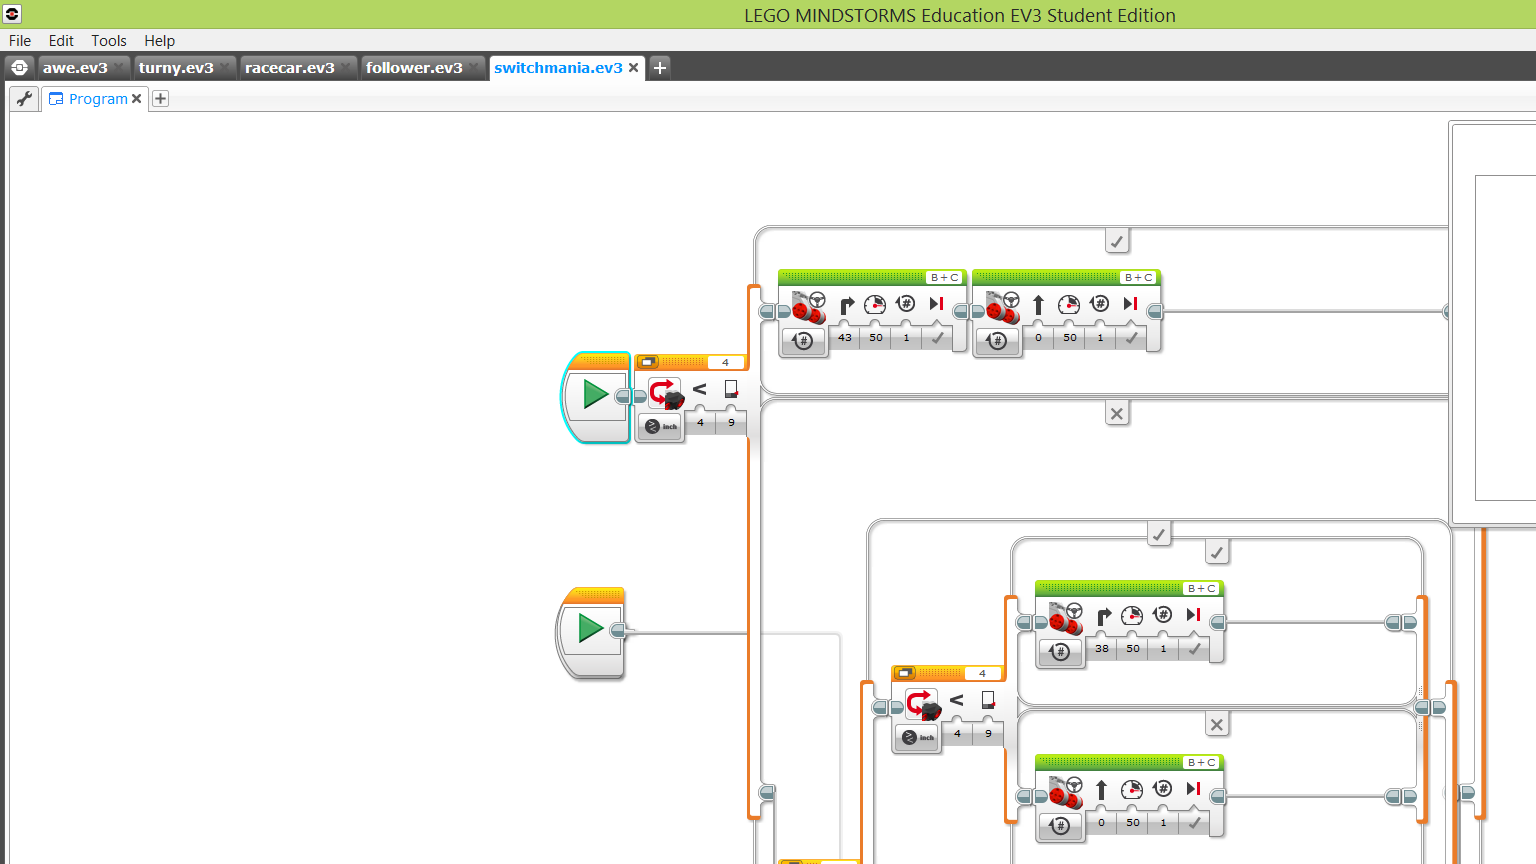 LEGO MINDSTORMS Education EV3 Student Edition
File Edit Tools Help
awe.ev3 turny.ev3 racecar.ev3 follower.ev3 switchmania.ev3
Program
B+C B+C
#  #
43 50 1 0 50 1
4
<
inch 4 9
B+C
#
38 50 1
4
<
inch 4 9
B+C
#
0 50 1